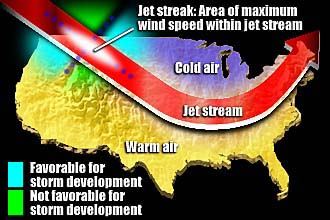 Jet streak: Area of maximum
wind speed within jet stream
Cold air
Jet stream
Warm air
Favorable for
storm development
Not favorable for
storm development